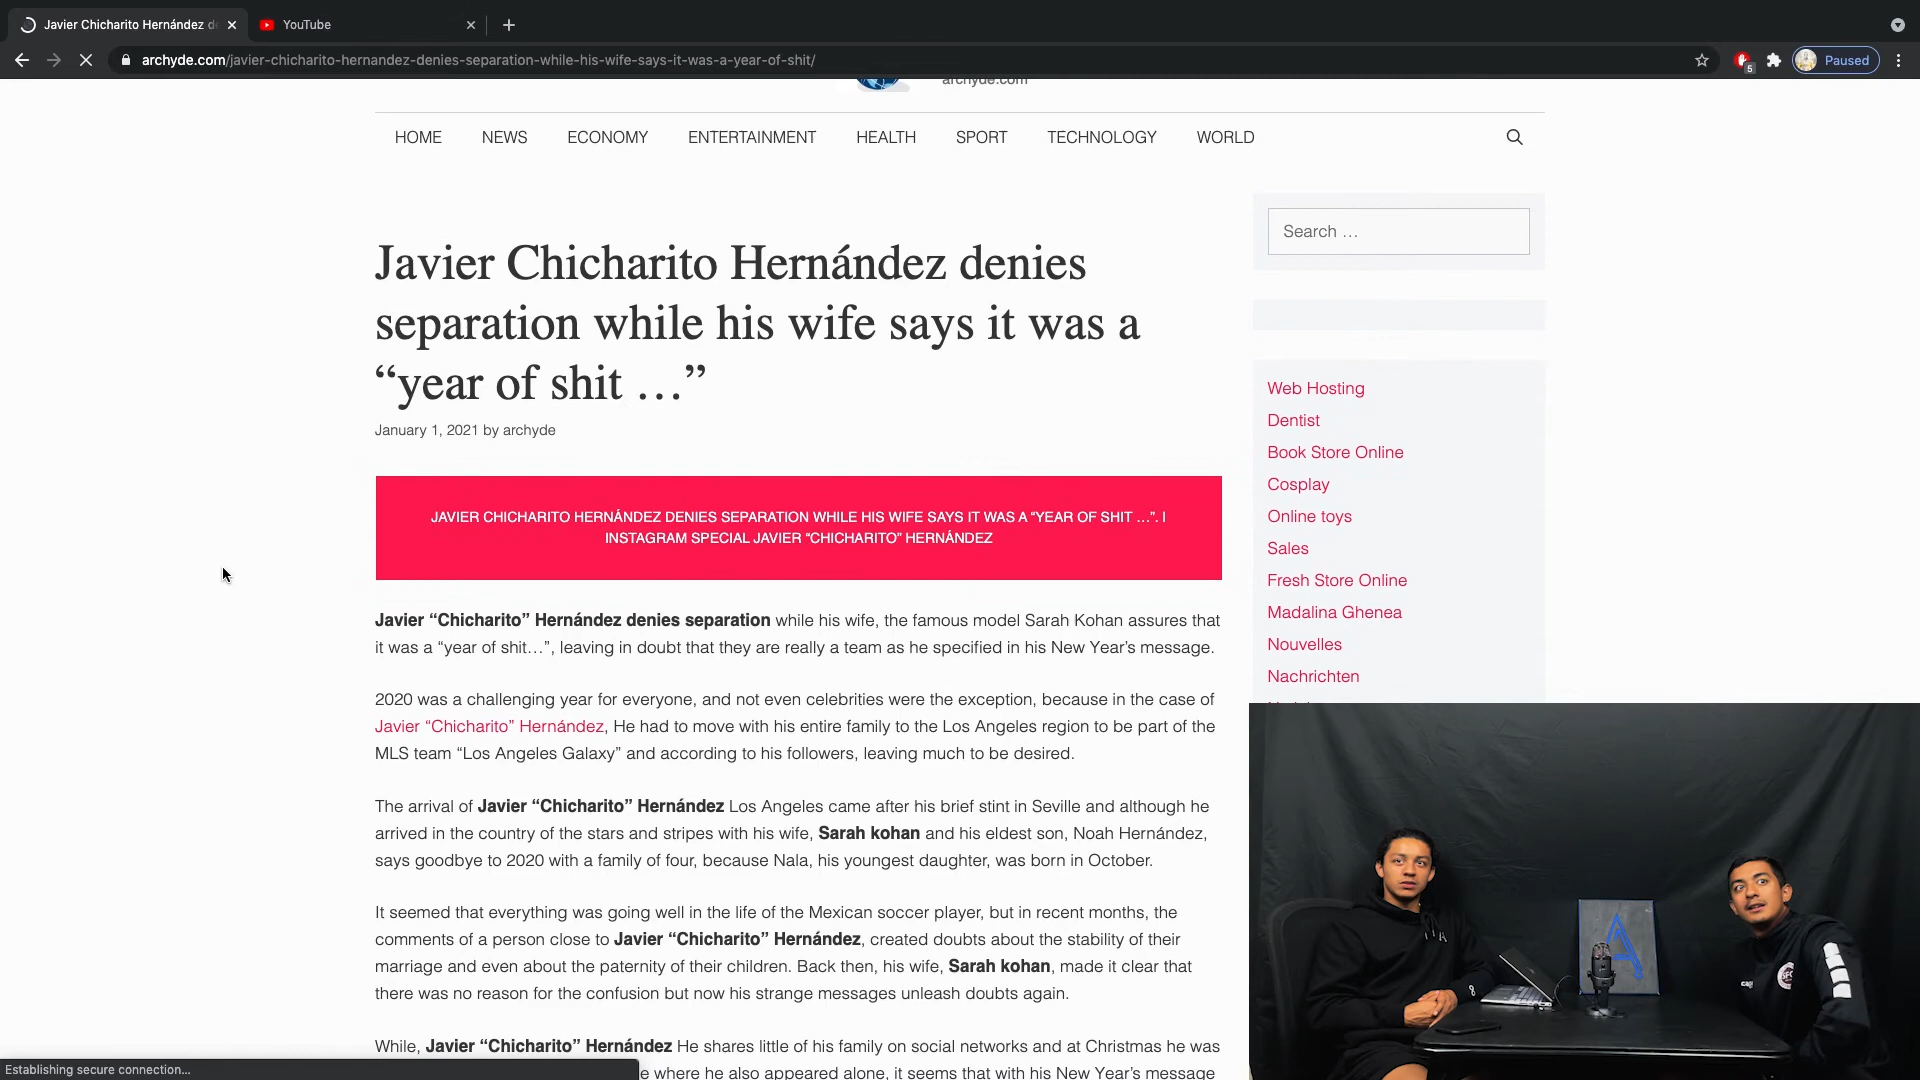 Javier Chicharito Hernández d
YouTube
archyde.com/javier-chicharito-hernandez-denies-separation-while-his-wife-says-it-was-a-year-of-shit/
5
Paused
archyde.com
HOME NEWS ECONOMY ENTERTAINMENT HEALTH SPORT TECHNOLOGY WORLD
Javier Chicharito Hernández denies
separation while his wife says it was a
“year of shit …”
January 1, 2021 by archyde
JAVIER CHICHARITO HERNÁNDEZ DENIES SEPARATION WHILE HIS WIFE SAYS IT WAS A “YEAR OF SHIT …”. |
INSTAGRAM SPECIAL JAVIER “CHICHARITO” HERNÁNDEZ
Javier “Chicharito” Hernández denies separation while his wife, the famous model Sarah Kohan assures that
it was a “year of shit…”, leaving in doubt that they are really a team as he specified in his New Year’s message.
2020 was a challenging year for everyone, and not even celebrities were the exception, because in the case of
Javier “Chicharito” Hernández, He had to move with his entire family to the Los Angeles region to be part of the
MLS team “Los Angeles Galaxy” and according to his followers, leaving much to be desired.
The arrival of Javier “Chicharito” Hernández Los Angeles came after his brief stint in Seville and although he
arrived in the country of the stars and stripes with his wife, Sarah kohan and his eldest son, Noah Hernández,
says goodbye to 2020 with a family of four, because Nala, his youngest daughter, was born in October.
It seemed that everything was going well in the life of the Mexican soccer player, but in recent months, the
comments of a person close to Javier “Chicharito” Hernández, created doubts about the stability of their
marriage and even about the paternity of their children. Back then, his wife, Sarah kohan, made it clear that
there was no reason for the confusion but now his strange messages unleash doubts again.
While, Javier “Chicharito” Hernández He shares little of his family on social networks and at Christmas he was
e where he also appeared alone, it seems that with his New Year’s message
Search …
Web Hosting
Dentist
Book Store Online
Cosplay
Online toys
Sales
Fresh Store Online
Madalina Ghenea
Nouvelles
Nachrichten
Establishing secure connection...